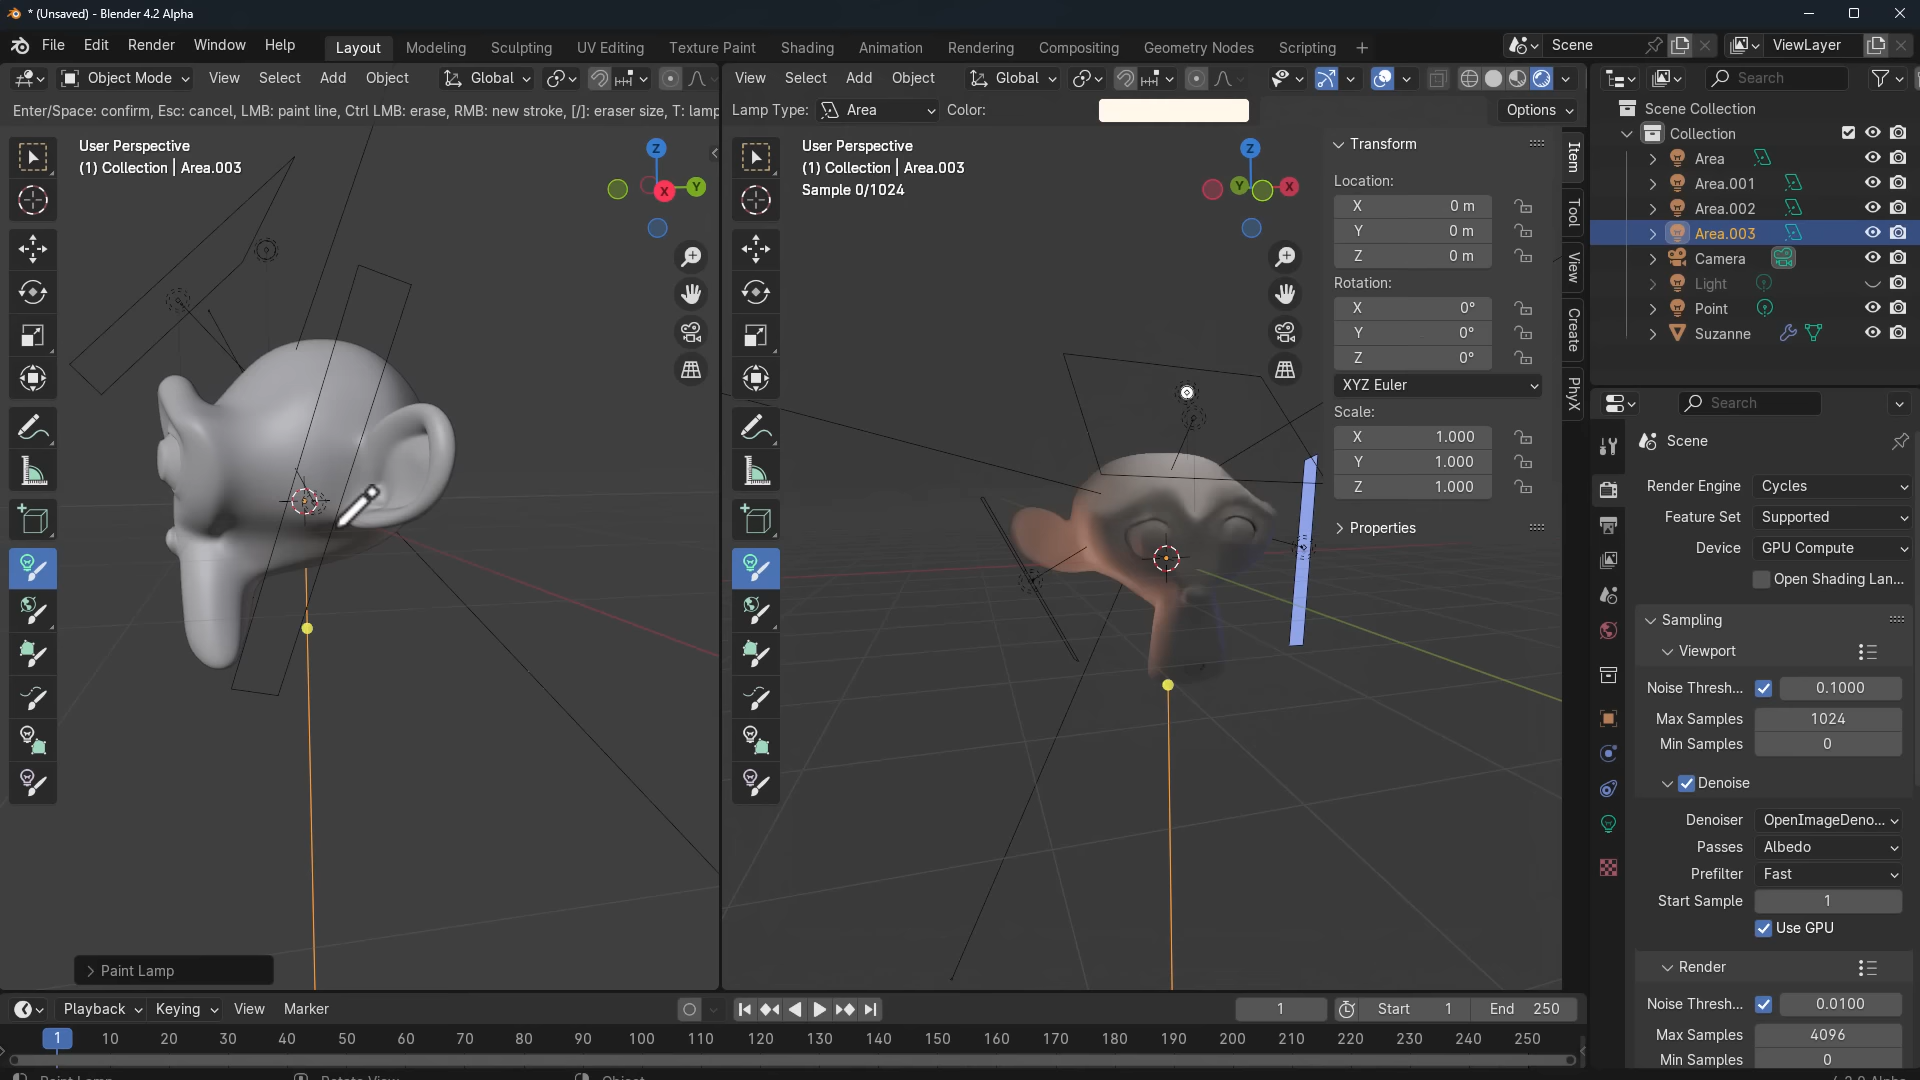 * (Unsaved) - Blender 4.2 Alpha
File Edit Render Window Help
Layout Modeling Sculpting UV Editing Texture Paint Shading Animation Rendering Compositing Geometry Nodes Scripting +
Scene
ViewLayer
Object Mode View Select Add Object Global
View Select Add Object Global
Search
Enter/Space: confirm, Esc: cancel, LMB: paint line, Ctrl LMB: erase, RMB: new stroke, [/]: eraser size, T: lamp
Lamp Type: Area Color:
Options
User Perspective
(1) Collection | Area.003
Z
Y
X
User Perspective
(1) Collection | Area.003
Sample 0/1024
Z
Y
X
Transform
Location:
X 0 m
Y 0 m
Z 0 m
Rotation:
X 0°
Y 0°
Z 0°
XYZ Euler
Scale:
X 1.000
Y 1.000
Z 1.000
Properties
Item
Tool
View
Create
PhyX
Scene Collection
Collection
Area
Area.001
Area.002
Area.003
Camera
Light
Point
Suzanne
Search
Scene
Render Engine Cycles
Feature Set Supported
Device GPU Compute
Open Shading Lan...
Sampling
Viewport
Noise Thresh... 0.1000
Max Samples 1024
Min Samples 0
Denoise
Denoiser OpenImageDeno...
Passes Albedo
Prefilter Fast
Start Sample 1
Use GPU
Render
Noise Thresh... 0.0100
Max Samples 4096
Min Samples 0
Paint Lamp
Playback Keying View Marker
1
Start 1
End 250
1 10 20 30 40 50 60 70 80 90 100 110 120 130 140 150 160 170 180 190 200 210 220 230 240 250